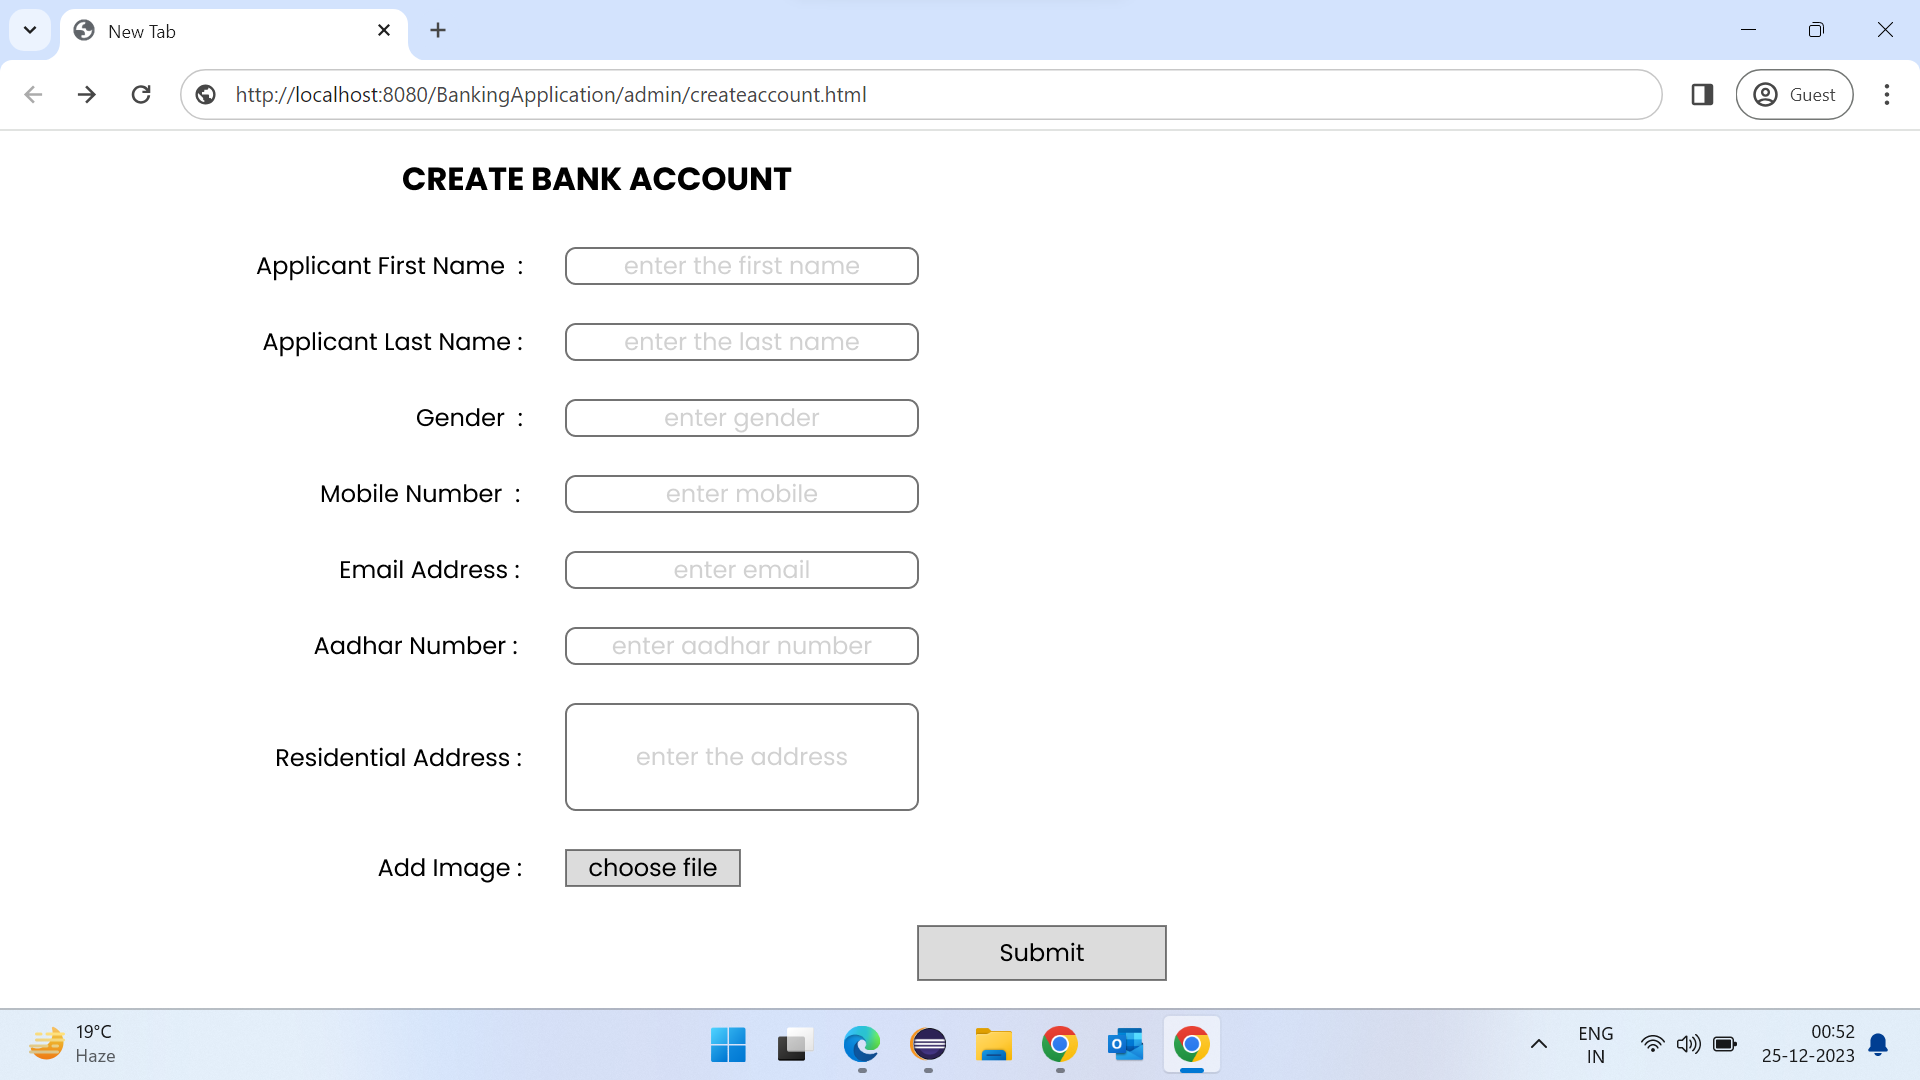 New Tab
http://localhost:8080/BankingApplication/admin/createaccount.html
Guest
CREATE BANK ACCOUNT
Applicant First Name : enter the first name
Applicant Last Name : enter the last name
Gender : enter gender
Mobile Number : enter mobile
Email Address : enter email
Aadhar Number : enter aadhar number
Residential Address : enter the address
Add Image : choose file
Submit
19°C
Haze
ENG
IN
00:52
25-12-2023